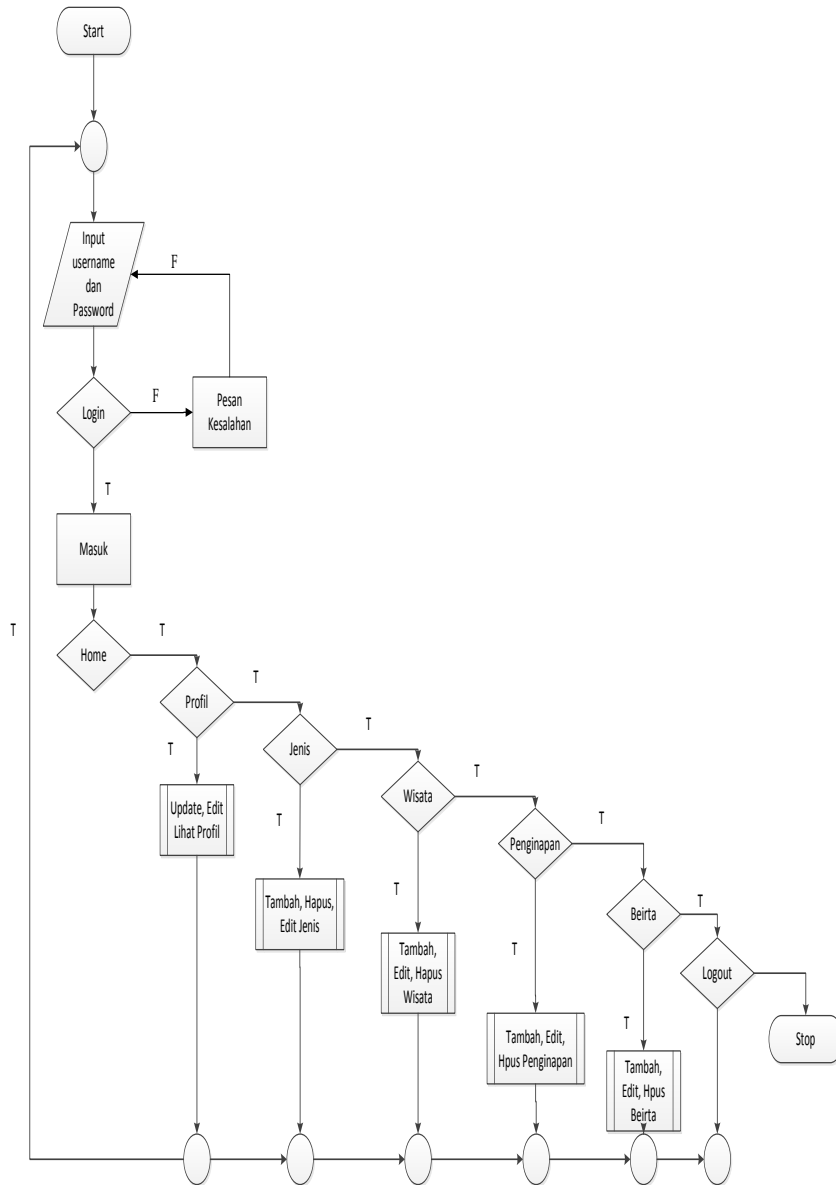 Start
Input
username
dan
Password
F
Login
F
Pesan
Kesalahan
T
Masuk
T
Home
T
Profil
T
T
Update, Edit
Lihat Profil
Jenis
T
T
Tambah, Hapus,
Edit Jenis
Wisata
T
T
Tambah,
Edit, Hapus
Wisata
Penginapan
T
T
Tambah, Edit,
Hpus Penginapan
Beirta
T
T
Tambah,
Edit, Hpus
Beirta
Logout
Stop